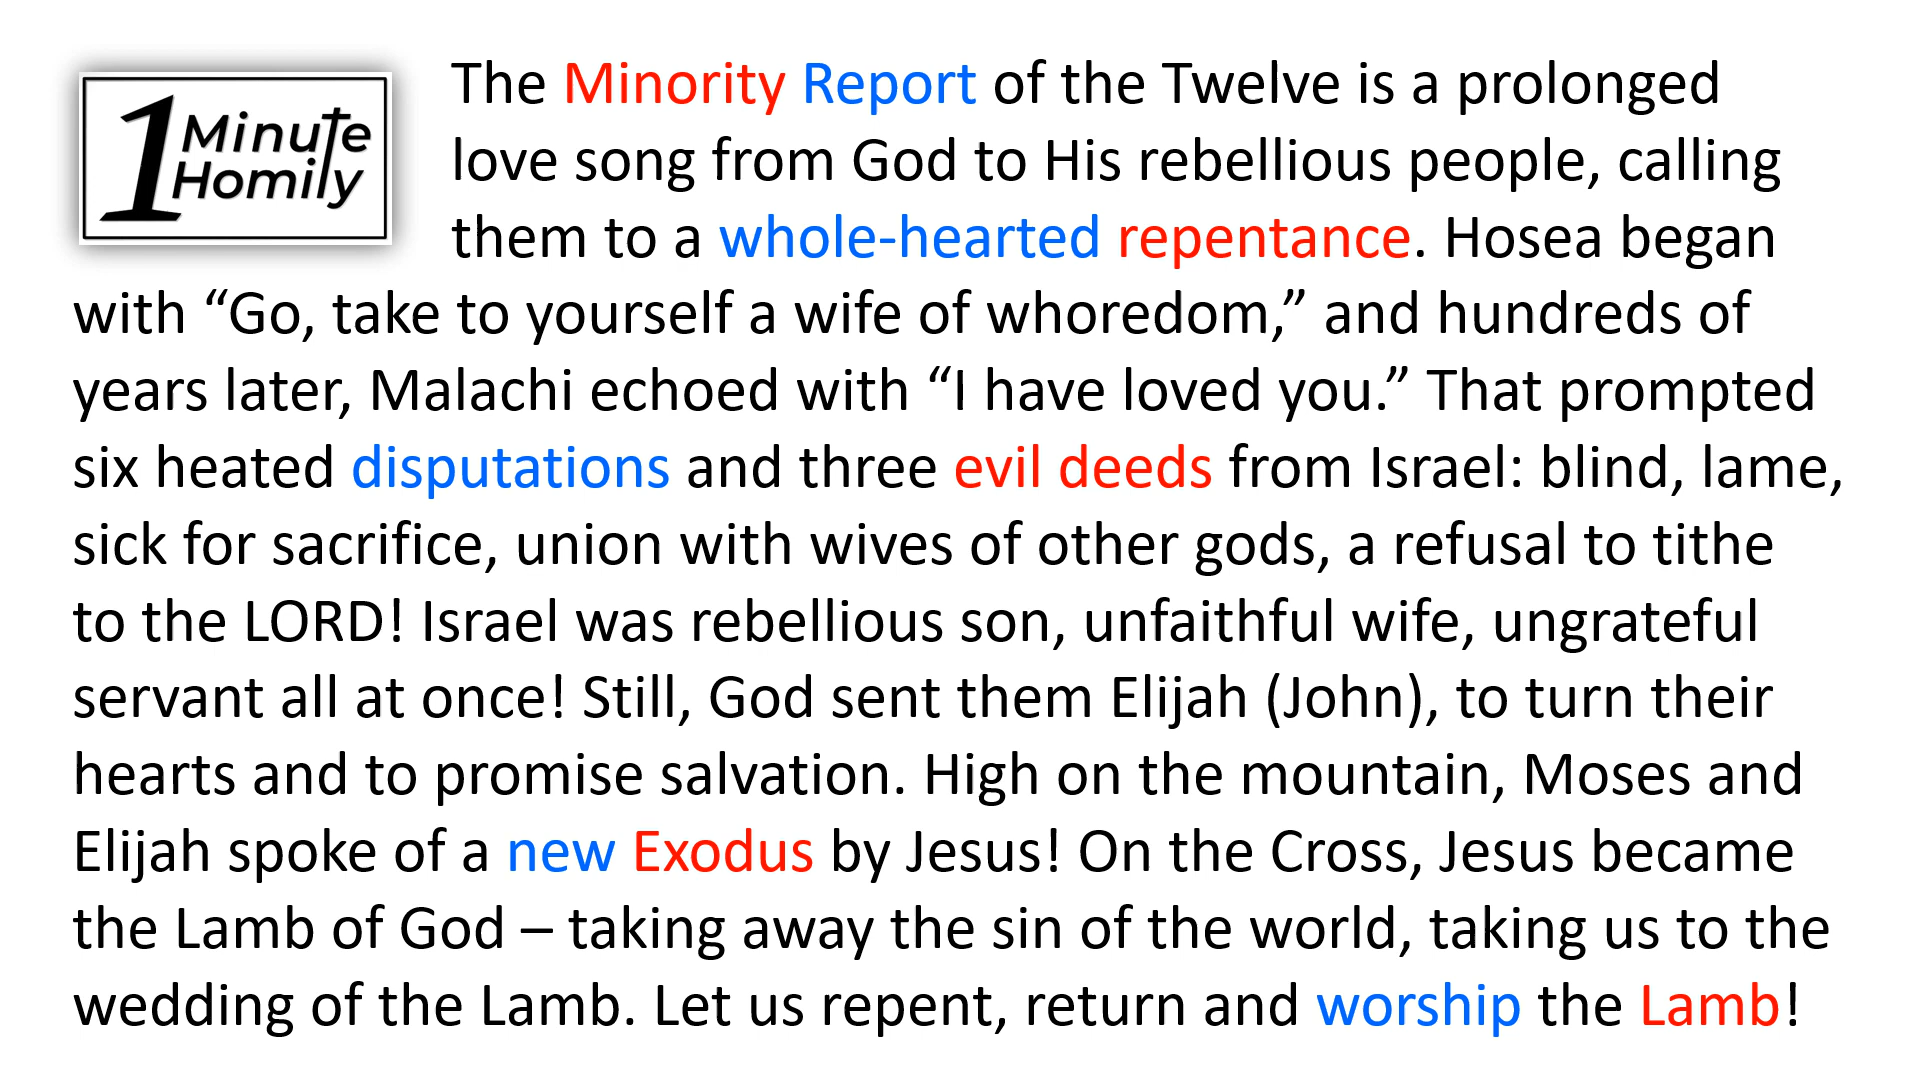 1 Minute
Homily
The Minority Report of the Twelve is a prolonged
love song from God to His rebellious people, calling
them to a whole-hearted repentance. Hosea began
with “Go, take to yourself a wife of whoredom,” and hundreds of
years later, Malachi echoed with “I have loved you.” That prompted
six heated disputations and three evil deeds from Israel: blind, lame,
sick for sacrifice, union with wives of other gods, a refusal to tithe
to the LORD! Israel was rebellious son, unfaithful wife, ungrateful
servant all at once! Still, God sent them Elijah (John), to turn their
hearts and to promise salvation. High on the mountain, Moses and
Elijah spoke of a new Exodus by Jesus! On the Cross, Jesus became
the Lamb of God – taking away the sin of the world, taking us to the
wedding of the Lamb. Let us repent, return and worship the Lamb!